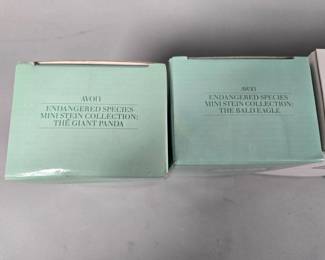 AVON
ENDANGERED SPECIES
MINI STEIN COLLECTION:
THE GIANT PANDA
AVON
ENDANGERED SPECIES
MINI STEIN COLLECTION:
THE BALD EAGLE